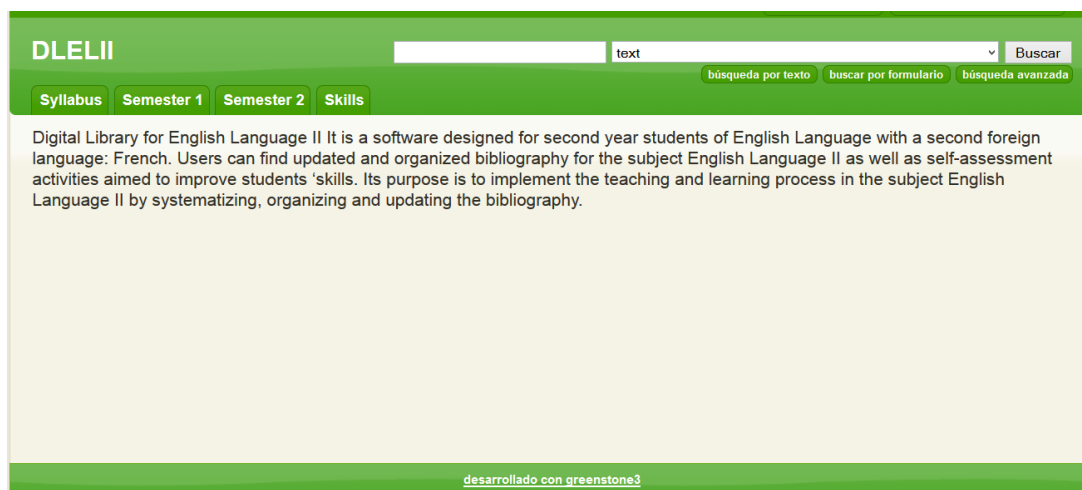 DLELII
text
Buscar
búsqueda por texto
buscar por formulario
búsqueda avanzada
Syllabus
Semester 1
Semester 2
Skills
Digital Library for English Language II It is a software designed for second year students of English Language with a second foreign
language: French. Users can find updated and organized bibliography for the subject English Language II as well as self-assessment
activities aimed to improve students ‘skills. Its purpose is to implement the teaching and learning process in the subject English
Language II by systematizing, organizing and updating the bibliography.
desarrollado con greenstone3